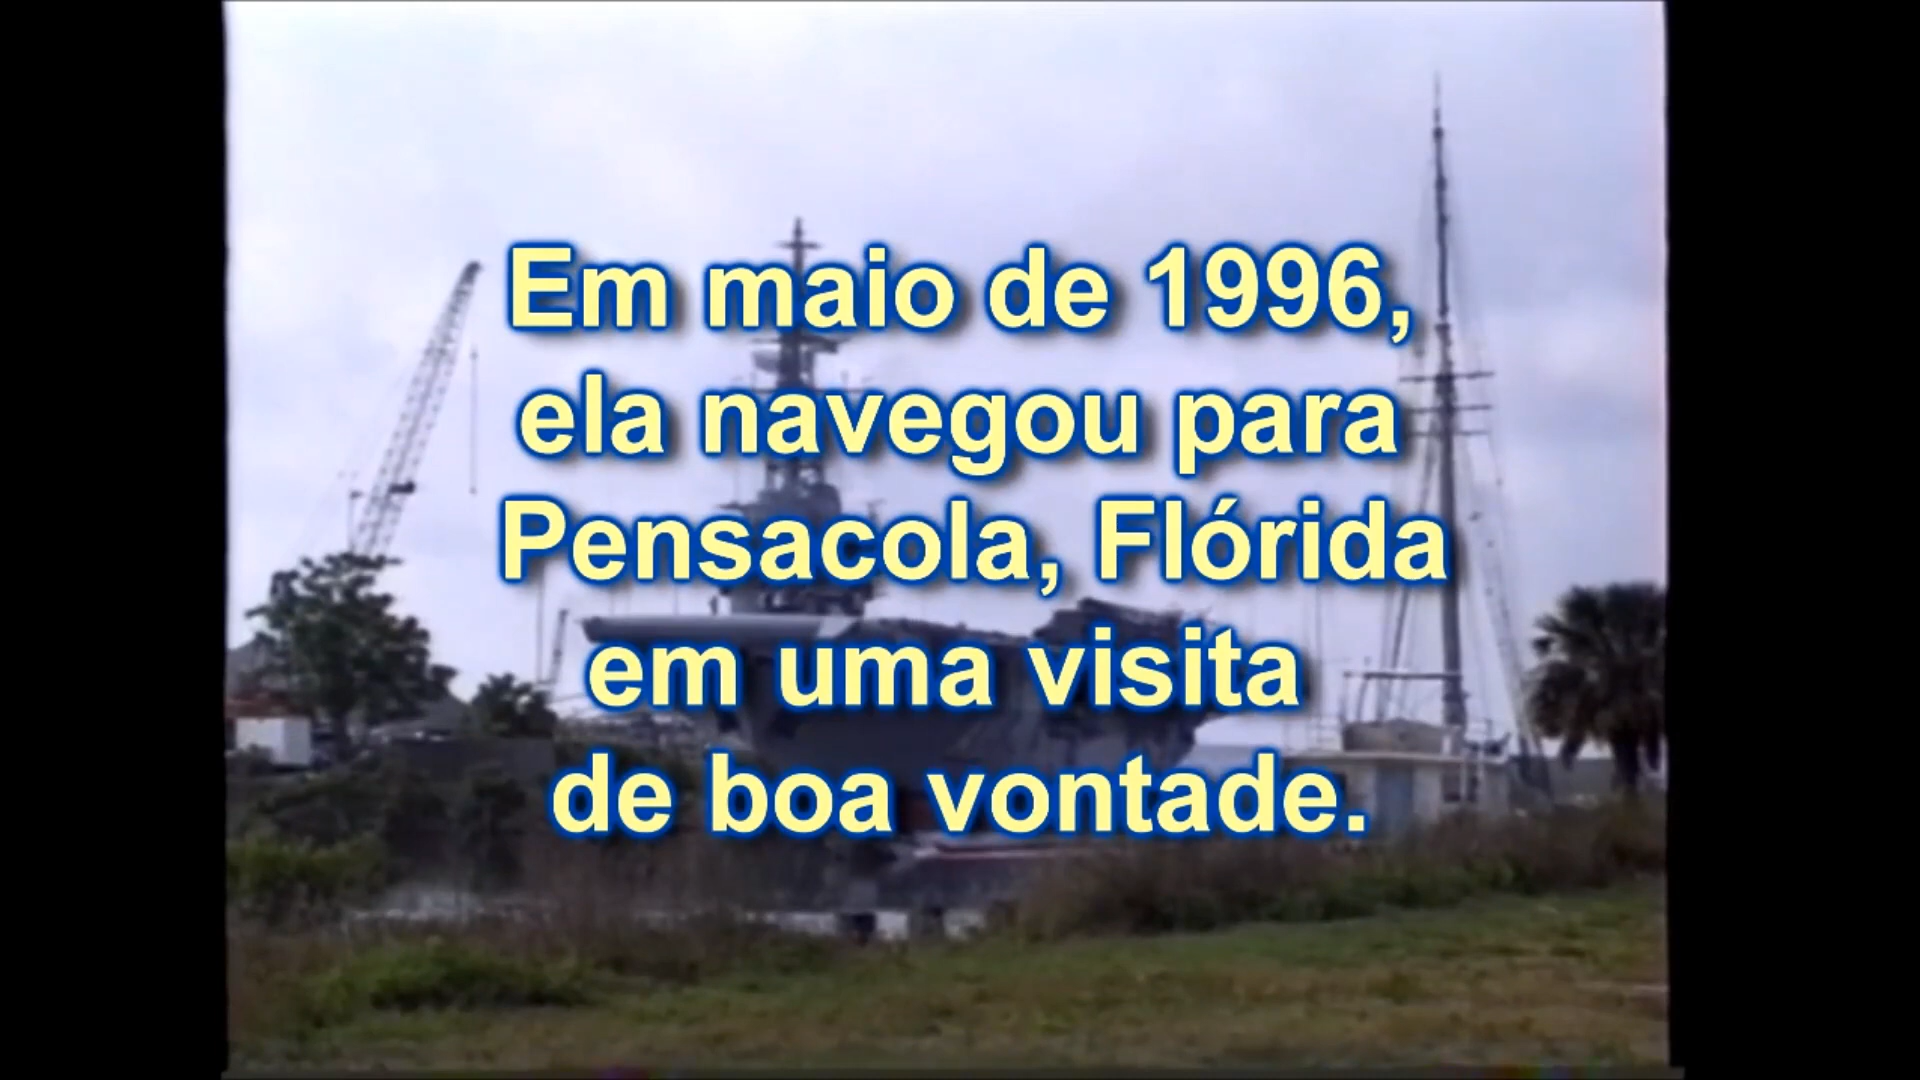 Em maio de 1996,
ela navegou para
Pensacola, Flórida
em uma visita
de boa vontade.